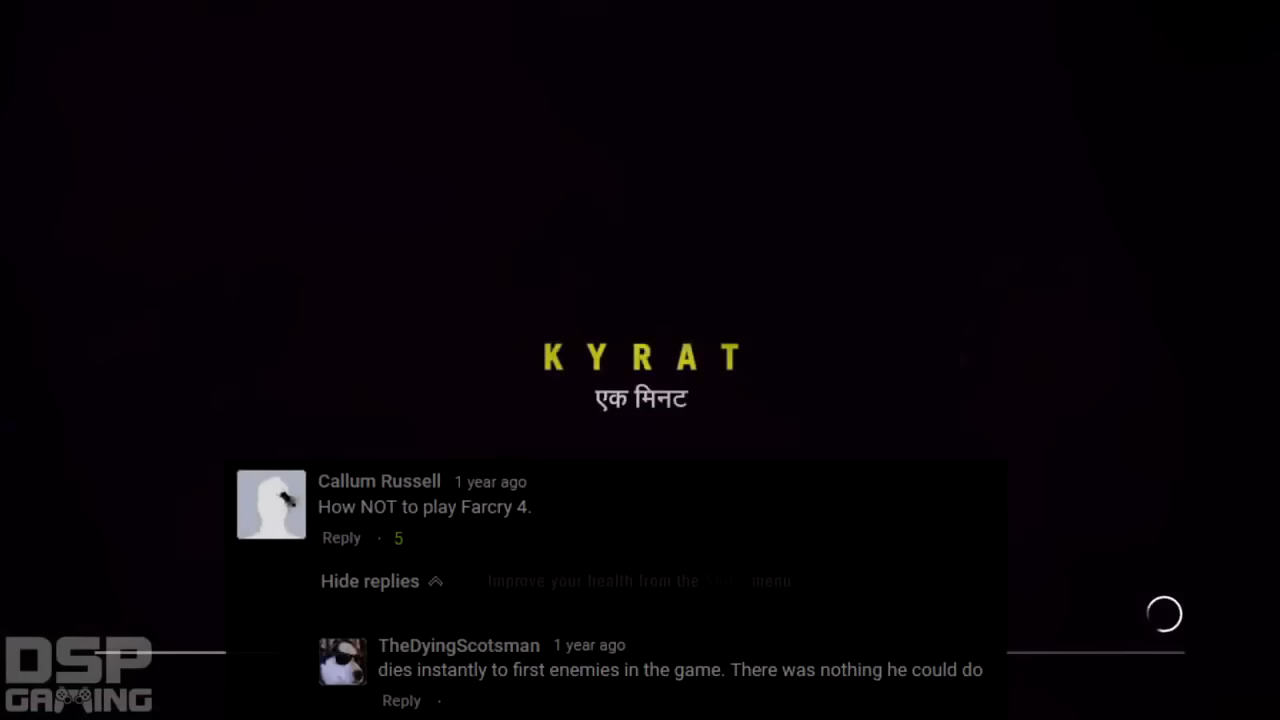 KYRAT
एक मिनट
Callum Russell 1 year ago
How NOT to play Farcry 4.
Reply · 5
Hide replies
Improve your health from the Skills menu
TheDyingScotsman 1 year ago
dies instantly to first enemies in the game. There was nothing he could do
Reply ·
DSP
GAMING